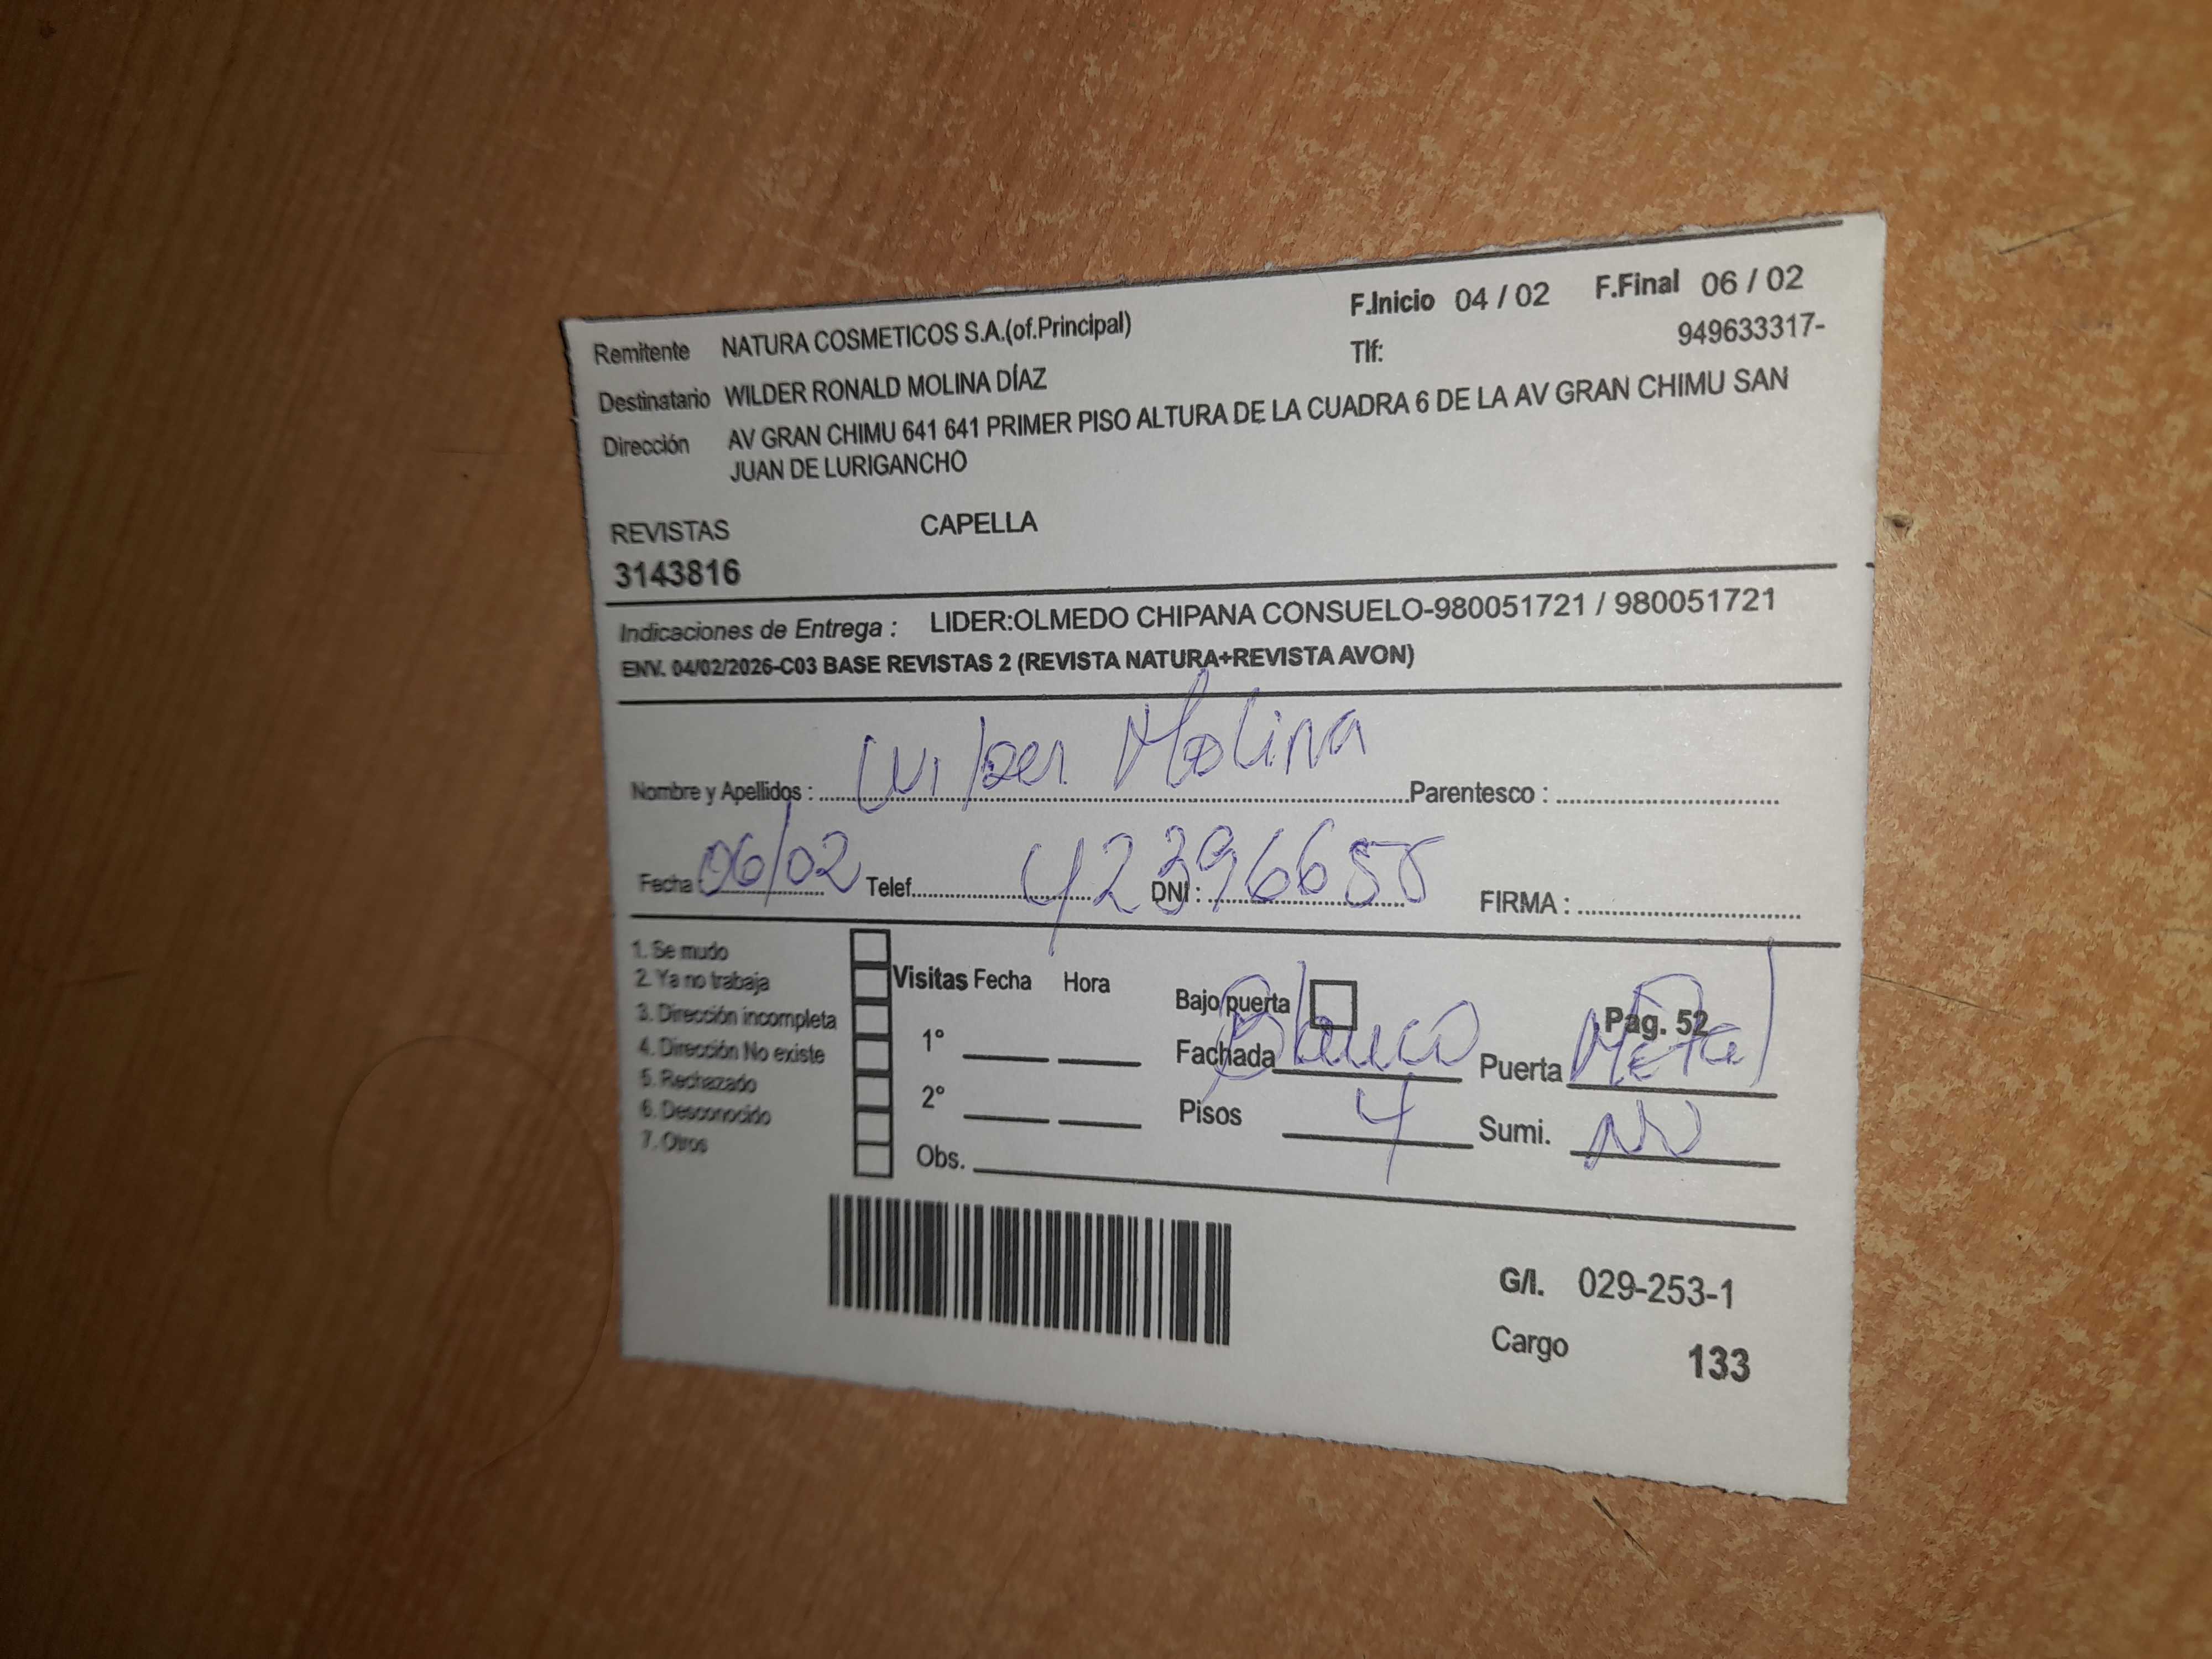 F.Inicio 04 / 02 F.Final 06 / 02
Remitente NATURA COSMETICOS S.A.(of.Principal) Tlf: 949633317-
Destinatario WILDER RONALD MOLINA DÍAZ
Dirección AV GRAN CHIMU 641 641 PRIMER PISO ALTURA DE LA CUADRA 6 DE LA AV GRAN CHIMU SAN
JUAN DE LURIGANCHO
REVISTAS CAPELLA
3143816
Indicaciones de Entrega : LIDER:OLMEDO CHIPANA CONSUELO-980051721 / 980051721
ENV. 04/02/2026-C03 BASE REVISTAS 2 (REVISTA NATURA+REVISTA AVON)
Nombre y Apellidos : Wilder Molina Parentesco :
Fecha : 06/02 Telef. DNI : 42396658 FIRMA :
1. Se mudo
2. Ya no trabaja
3. Dirección incompleta
4. Dirección No existe
5. Rechazado
6. Desconocido
7. Otros
Visitas Fecha Hora
1°
2°
Obs.
Bajo puerta Pag. 52
Fachada Blanco Puerta Metal
Pisos 4 Sumi. NV
G/I. 029-253-1
Cargo 133